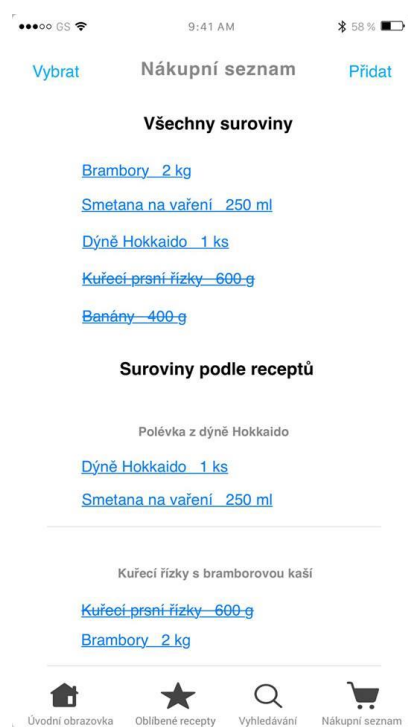 GS 9:41 AM 58 %
Vybrat Nákupní seznam Přidat
Všechny suroviny
Brambory 2 kg
Smetana na vaření 250 ml
Dýně Hokkaido 1 ks
Kuřecí prsní řízky 600 g
Banány 400 g
Suroviny podle receptů
Polévka z dýně Hokkaido
Dýně Hokkaido 1 ks
Smetana na vaření 250 ml
Kuřecí řízky s bramborovou kaší
Kuřecí prsní řízky 600 g
Brambory 2 kg
Úvodní obrazovka Oblíbené recepty Vyhledávání Nákupní seznam